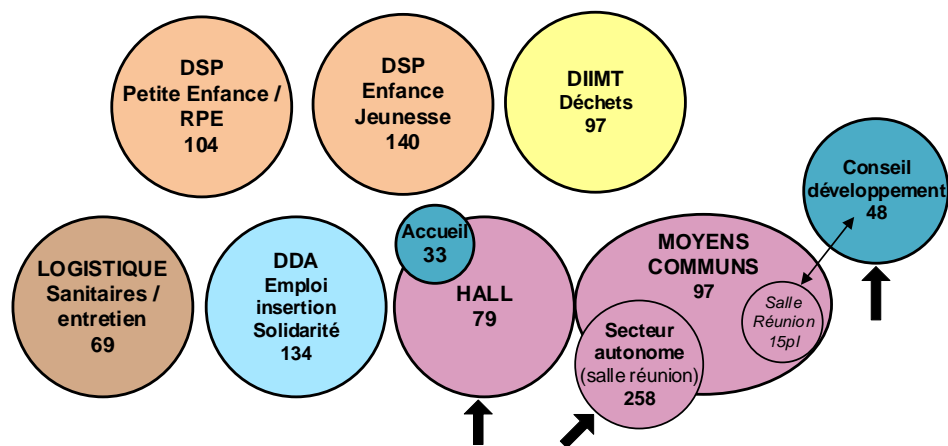 DSP
Petite Enfance /
RPE
104
DSP
Enfance
Jeunesse
140
DIIMT
Déchets
97
Conseil
développement
48
LOGISTIQUE
Sanitaires /
entretien
69
DDA
Emploi
insertion
Solidarité
134
Accueil
33
HALL
79
MOYENS
COMMUNS
97
Salle
Réunion
15pl
Secteur
autonome
(salle réunion)
258